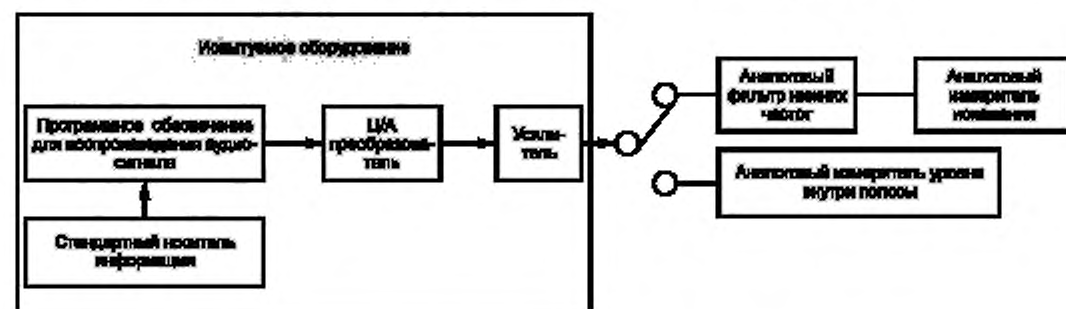 Испытуемое оборудование
Програмное обеспечение
для воспроизведения аудио-
сигнала
Ц/А
преобразова-
тель
Усили-
тель
Аналоговый
фильтр нижних
частот
Аналоговый
измеритель
искажения
Аналоговый измеритель уровня
внутри полосы
Стандартный носитель
информации